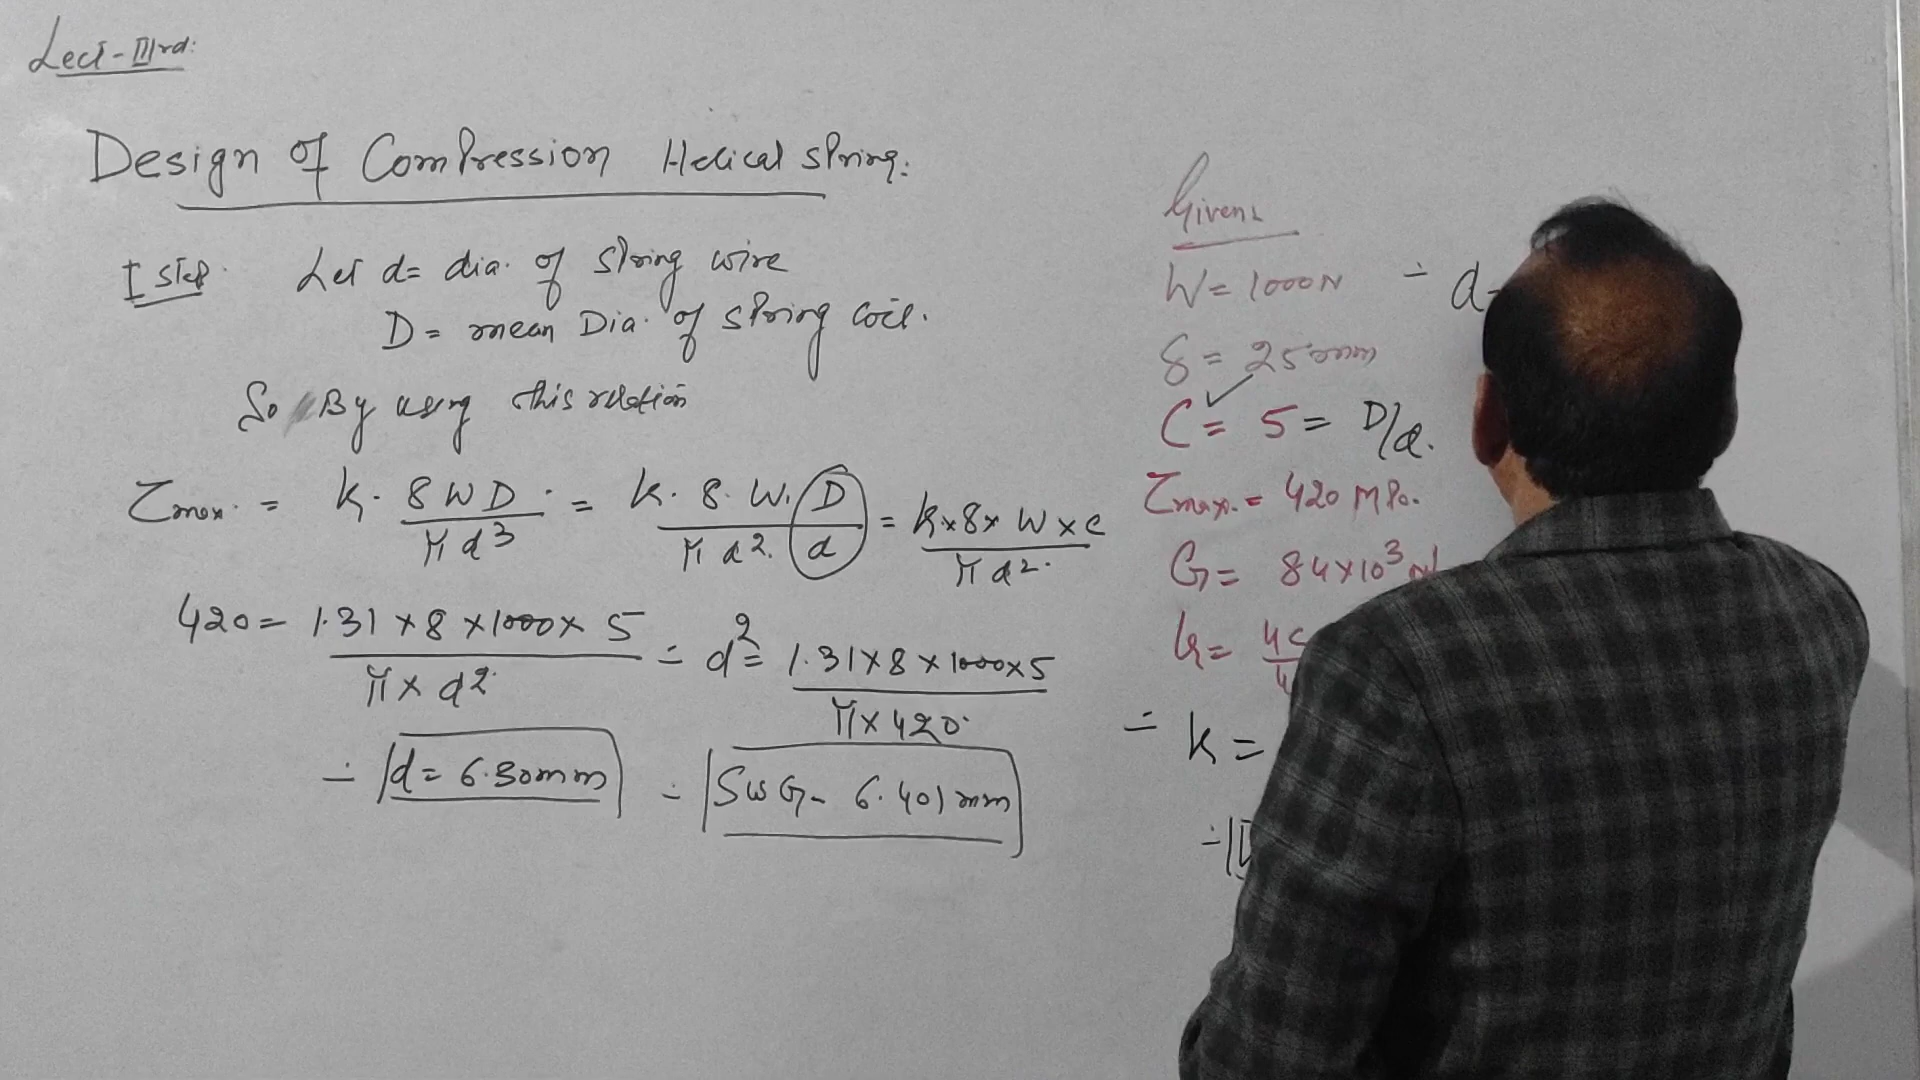 Lect-IIIrd:
Design of Compression Helical Spring:
I step. Let d= dia. of spring wire
D= mean Dia. of spring coil.
So By using this relation
τmax. = K. 8WD / πd³ = K. 8. W. D / πd². d = K×8×W×C / πd².
420= 1.31×8×1000×5 / π×d² = d²= 1.31×8×1000×5 / π×420.
∴ d= 6.30mm = SWG- 6.401mm
Given:
W= 1000N
δ= 25mm
C= 5= D/d.
τmax.= 420 MPa.
G= 84×10³ N/
K= 4C
4
= K=
d-